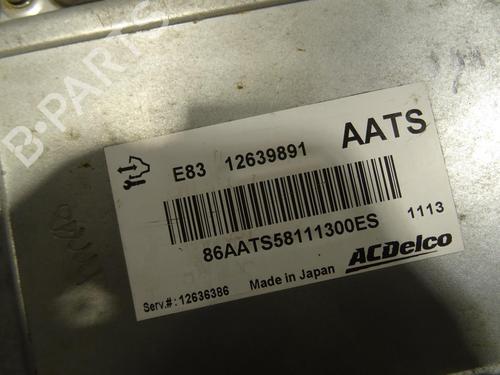 B-PARTS
AATS
E83 12639891
86AATS58111300ES 1113
ACDelco
Serv.#: 12636386 Made in Japan